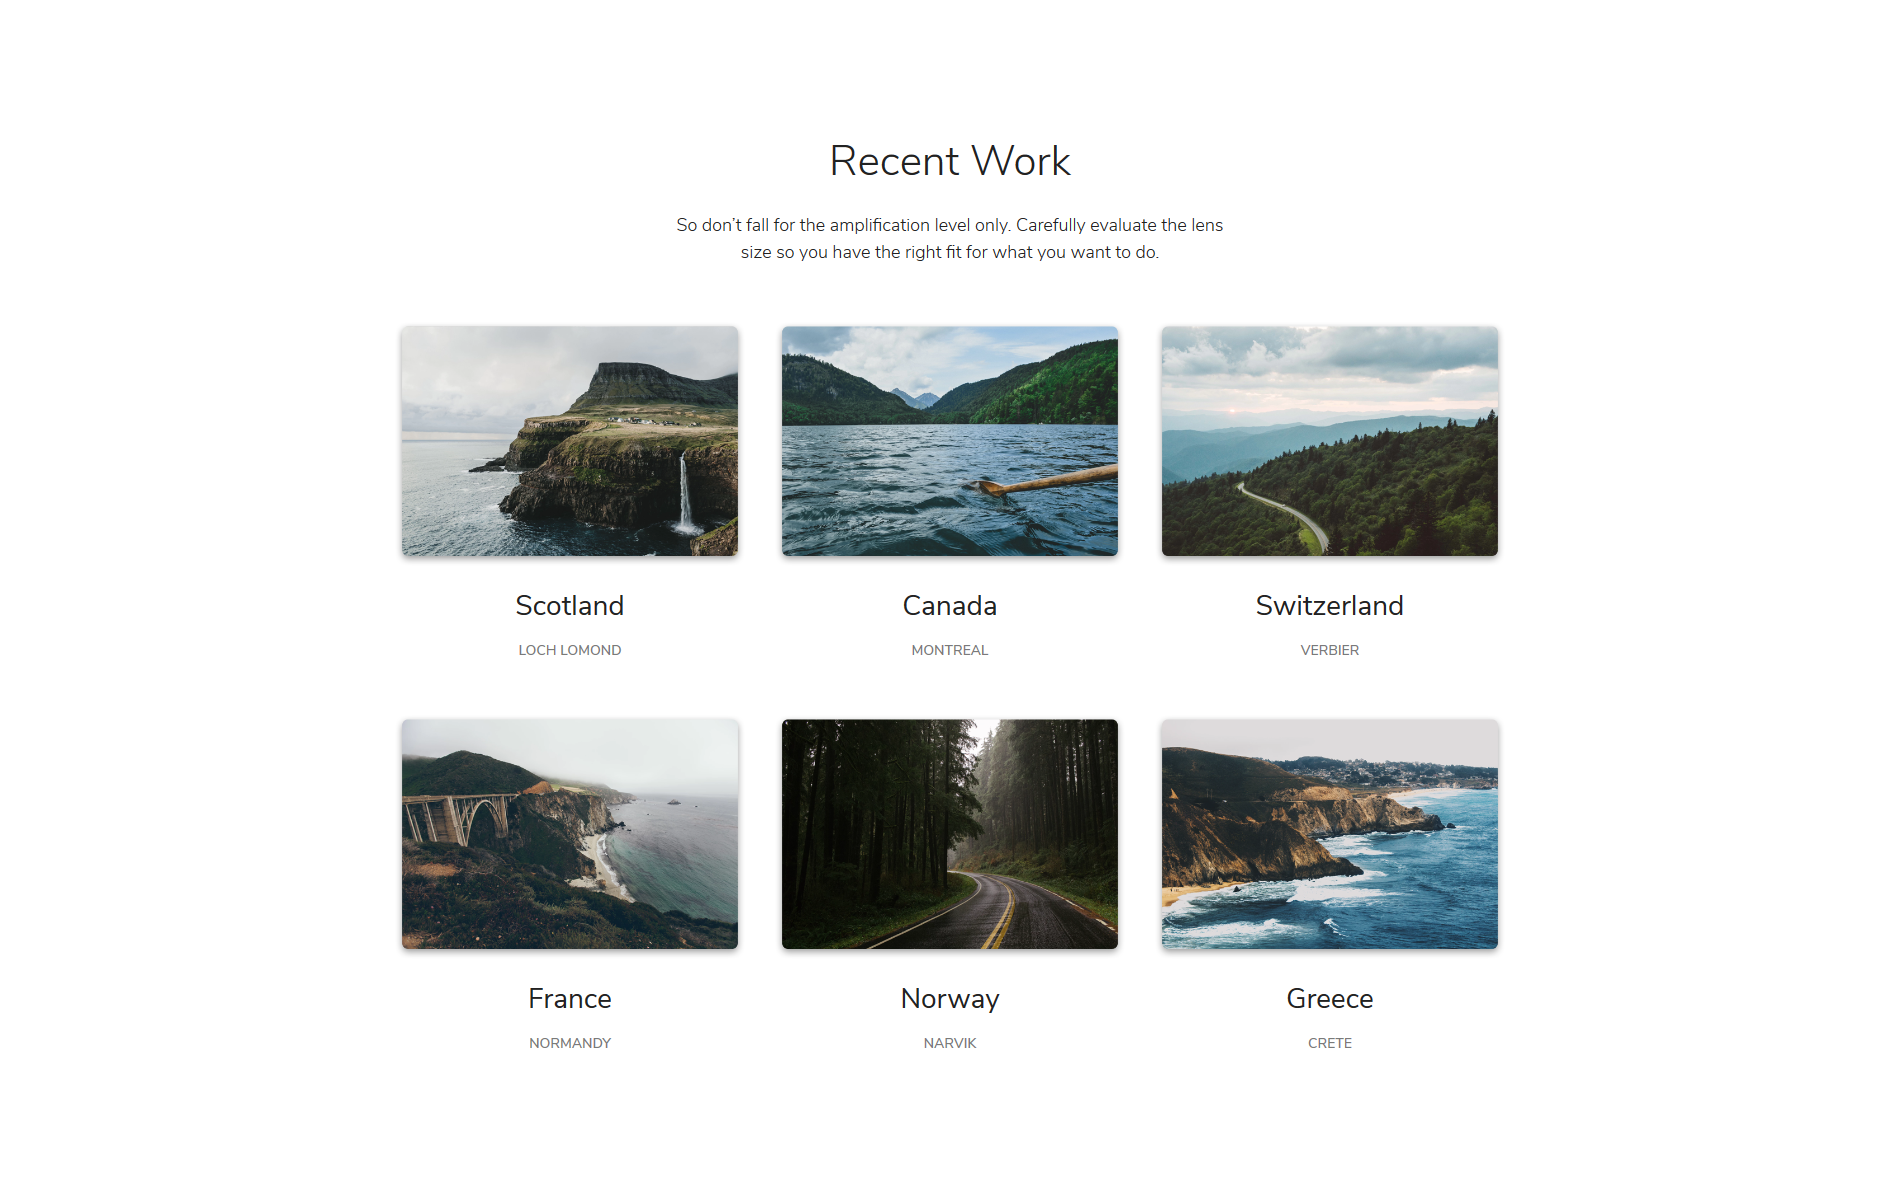 Recent Work
So don’t fall for the amplification level only. Carefully evaluate the lens
size so you have the right fit for what you want to do.
Scotland
LOCH LOMOND
Canada
MONTREAL
Switzerland
VERBIER
France
NORMANDY
Norway
NARVIK
Greece
CRETE